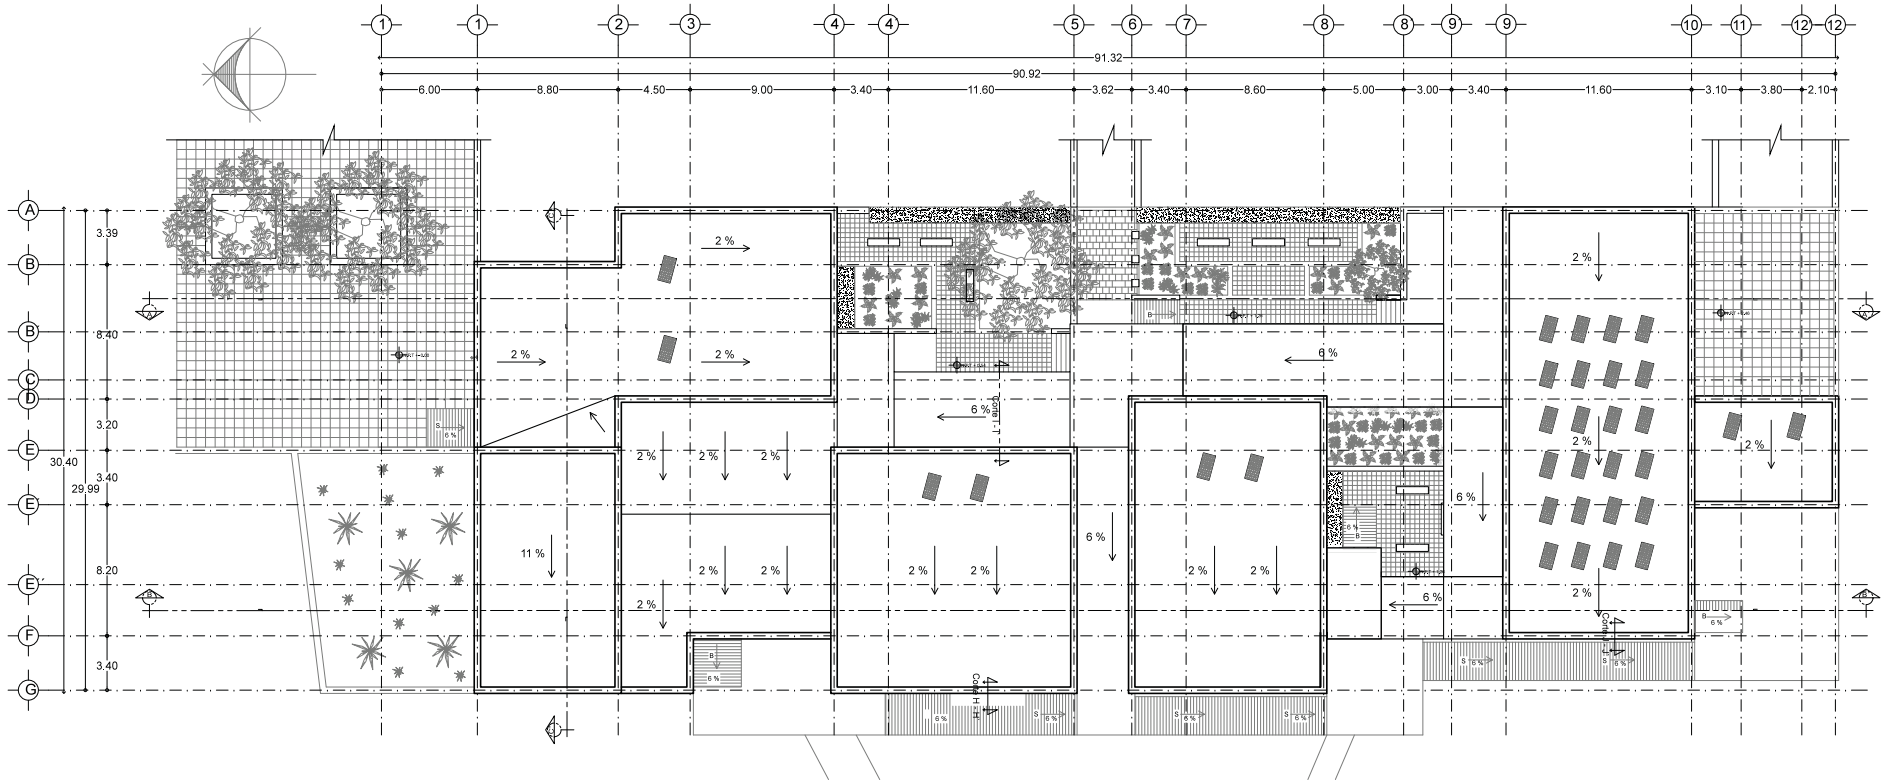 1 1 2 3 4 4 5 6 7 8 8 9 9 10 11 12' 12
91.32
90.92
6.00 8.80 4.50 9.00 3.40 11.60 3.62 3.40 8.60 5.00 3.00 3.40 11.60 3.10 3.80 2.10
A
3.39
2 %
B
2 %
A A
B
8.40
B
2 % 2 % 6 %
C
D
6 %
Corte I - I'
3.20
S 6 %
2 % 2 % 2 % 2 % 2 %
E
30.40
3.40
29.99
6 %
E'
6 %
B
6 %
11 %
8.20
2 % 2 % 2 % 2 % 2 % 2 %
E'
B 2 % 6 % 2 % B
B 6 %
F
B
6 %
3.40
S 6 % S 6 %
G
Corte H - H'
6 % S 6 % S 6 % S 6 %